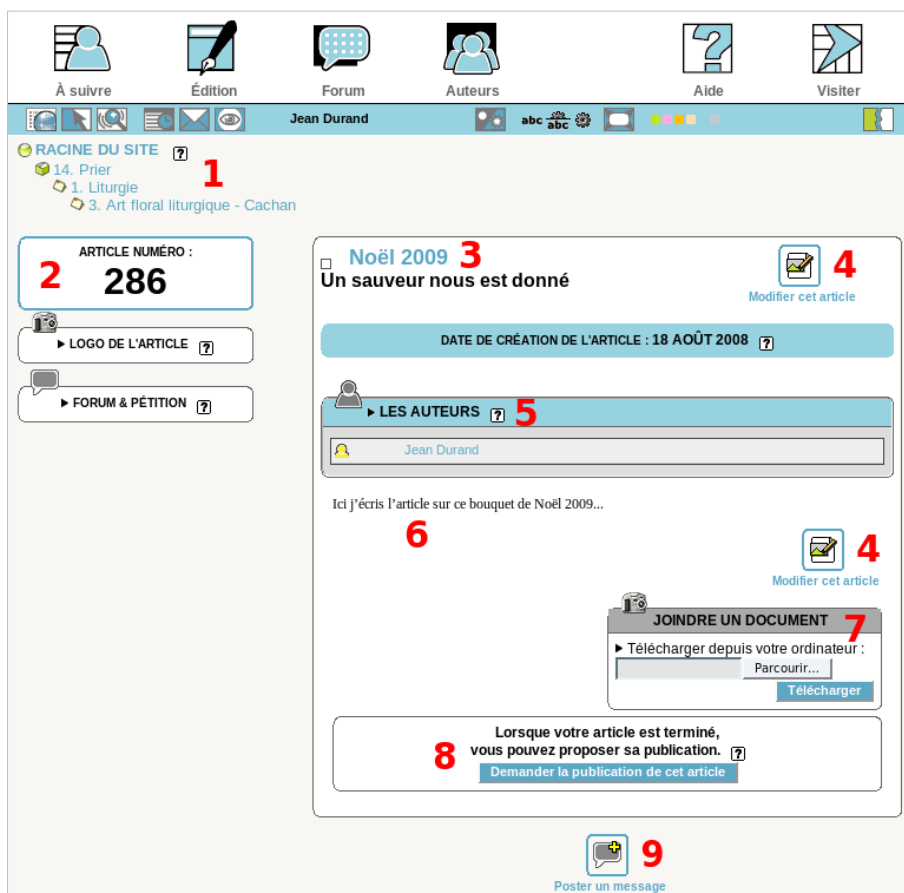 À suivre Édition Forum Auteurs Aide Visiter
Jean Durand abc abc abc
RACINE DU SITE ?
14. Prier
1
1. Liturgie
3. Art floral liturgique - Cachan
ARTICLE NUMÉRO :
2 286
LOGO DE L'ARTICLE ?
FORUM & PÉTITION ?
Noël 2009 3
Un sauveur nous est donné
4
Modifier cet article
DATE DE CRÉATION DE L'ARTICLE : 18 AOÛT 2008 ?
LES AUTEURS ? 5
Jean Durand
Ici j'écris l'article sur ce bouquet de Noël 2009...
6
4
Modifier cet article
JOINDRE UN DOCUMENT 7
Télécharger depuis votre ordinateur :
Parcourir...
Télécharger
Lorsque votre article est terminé,
8 vous pouvez proposer sa publication. ?
Demander la publication de cet article
9
Poster un message